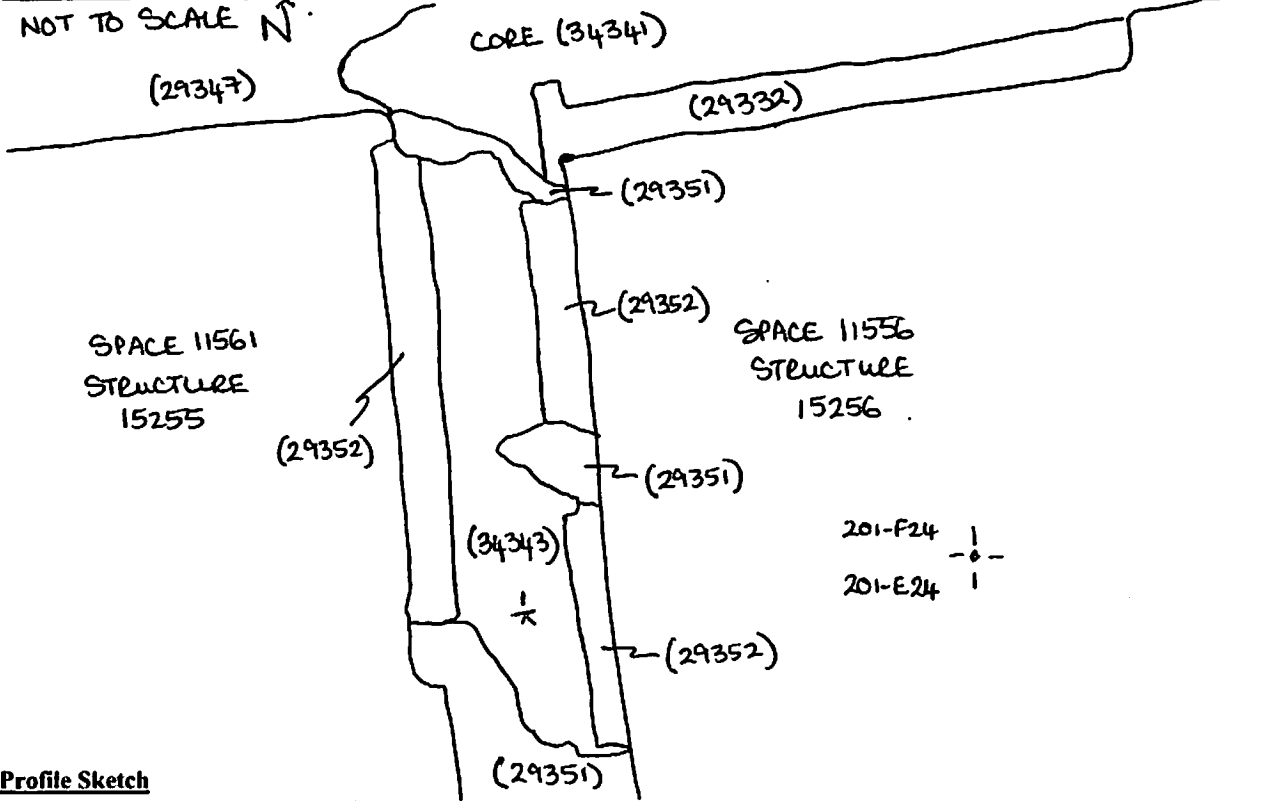 NOT TO SCALE N
CORE (34341)
(29347)
(29332)
(29351)
(29352)
SPACE 11561
STRUCTURE
15255
SPACE 11556
STRUCTURE
15256
(29352)
(29351)
(34343)
201-F24
201-E24
(29352)
(29351)
Profile Sketch